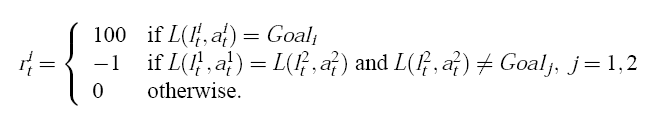 100 if L(l_t^i, a_t^i) = Goal_i
r_t^i = { −1 if L(l_t^1, a_t^1) = L(l_t^2, a_t^2) and L(l_t^2, a_t^2) ≠ Goal_j, j = 1, 2
0 otherwise.